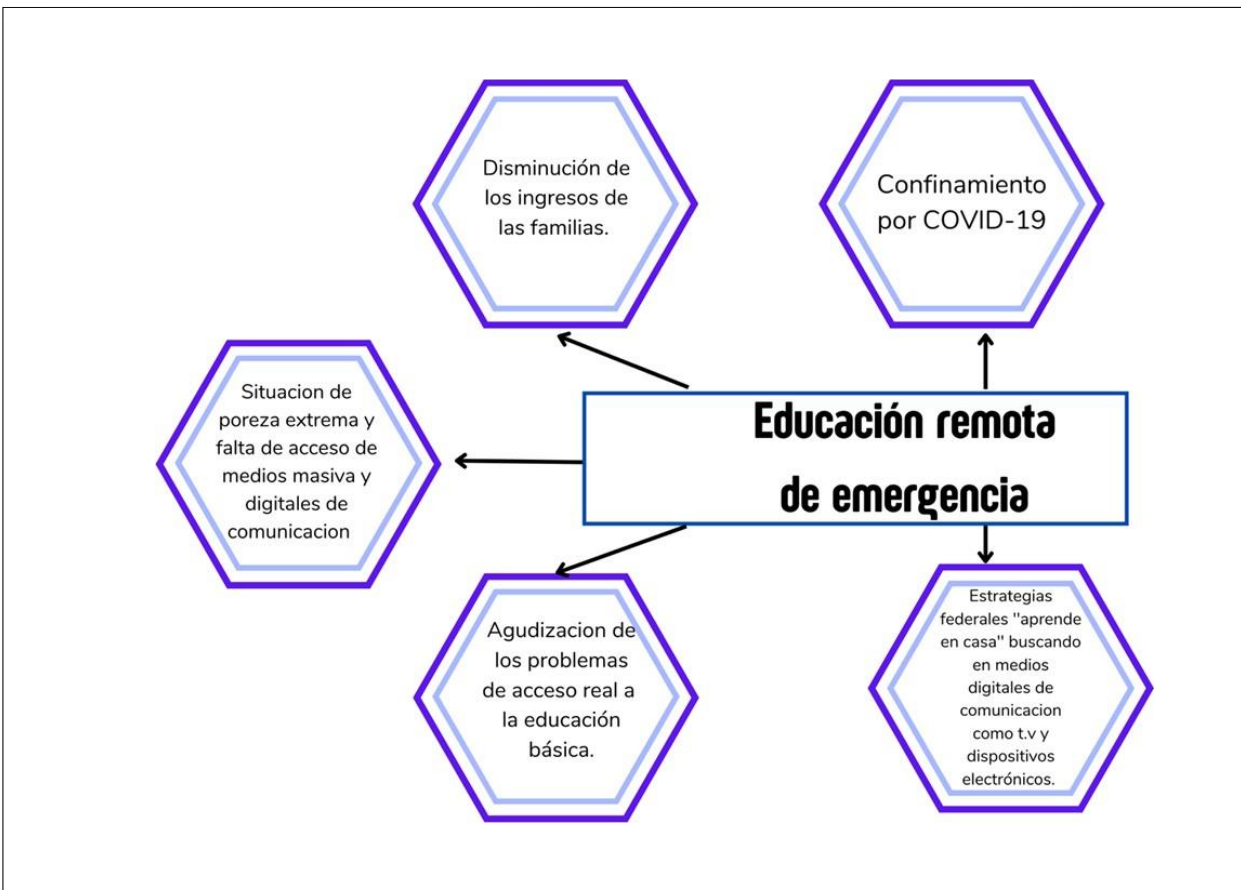 Disminución de
los ingresos de
las familias.
Confinamiento
por COVID-19
Situacion de
poreza extrema y
falta de acceso de
medios masiva y
digitales de
comunicacion
Educación remota
de emergencia
Agudizacion de
los problemas
de acceso real a
la educación
básica.
Estrategias
federales "aprende
en casa" buscando
en medios
digitales de
comunicacion
como t.v y
dispositivos
electrónicos.